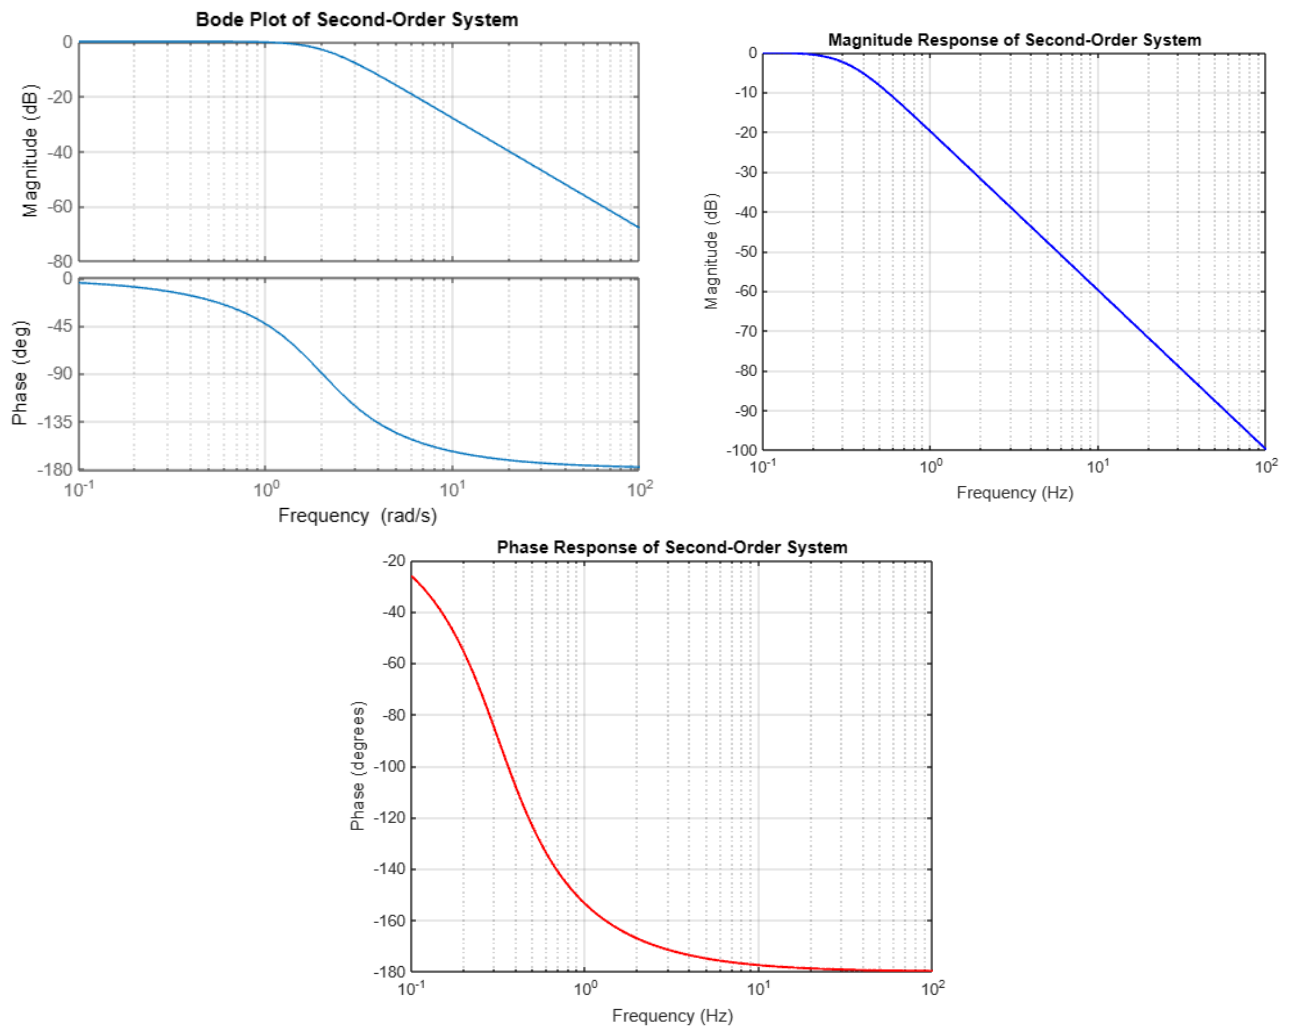 Bode Plot of Second-Order System
Magnitude (dB)
0
-20
-40
-60
-80
Phase (deg)
0
-45
-90
-135
-180
10-1 100 101 102
Frequency (rad/s)
Magnitude Response of Second-Order System
Magnitude (dB)
0
-10
-20
-30
-40
-50
-60
-70
-80
-90
-100
10-1 100 101 102
Frequency (Hz)
Phase Response of Second-Order System
Phase (degrees)
-20
-40
-60
-80
-100
-120
-140
-160
-180
10-1 100 101 102
Frequency (Hz)